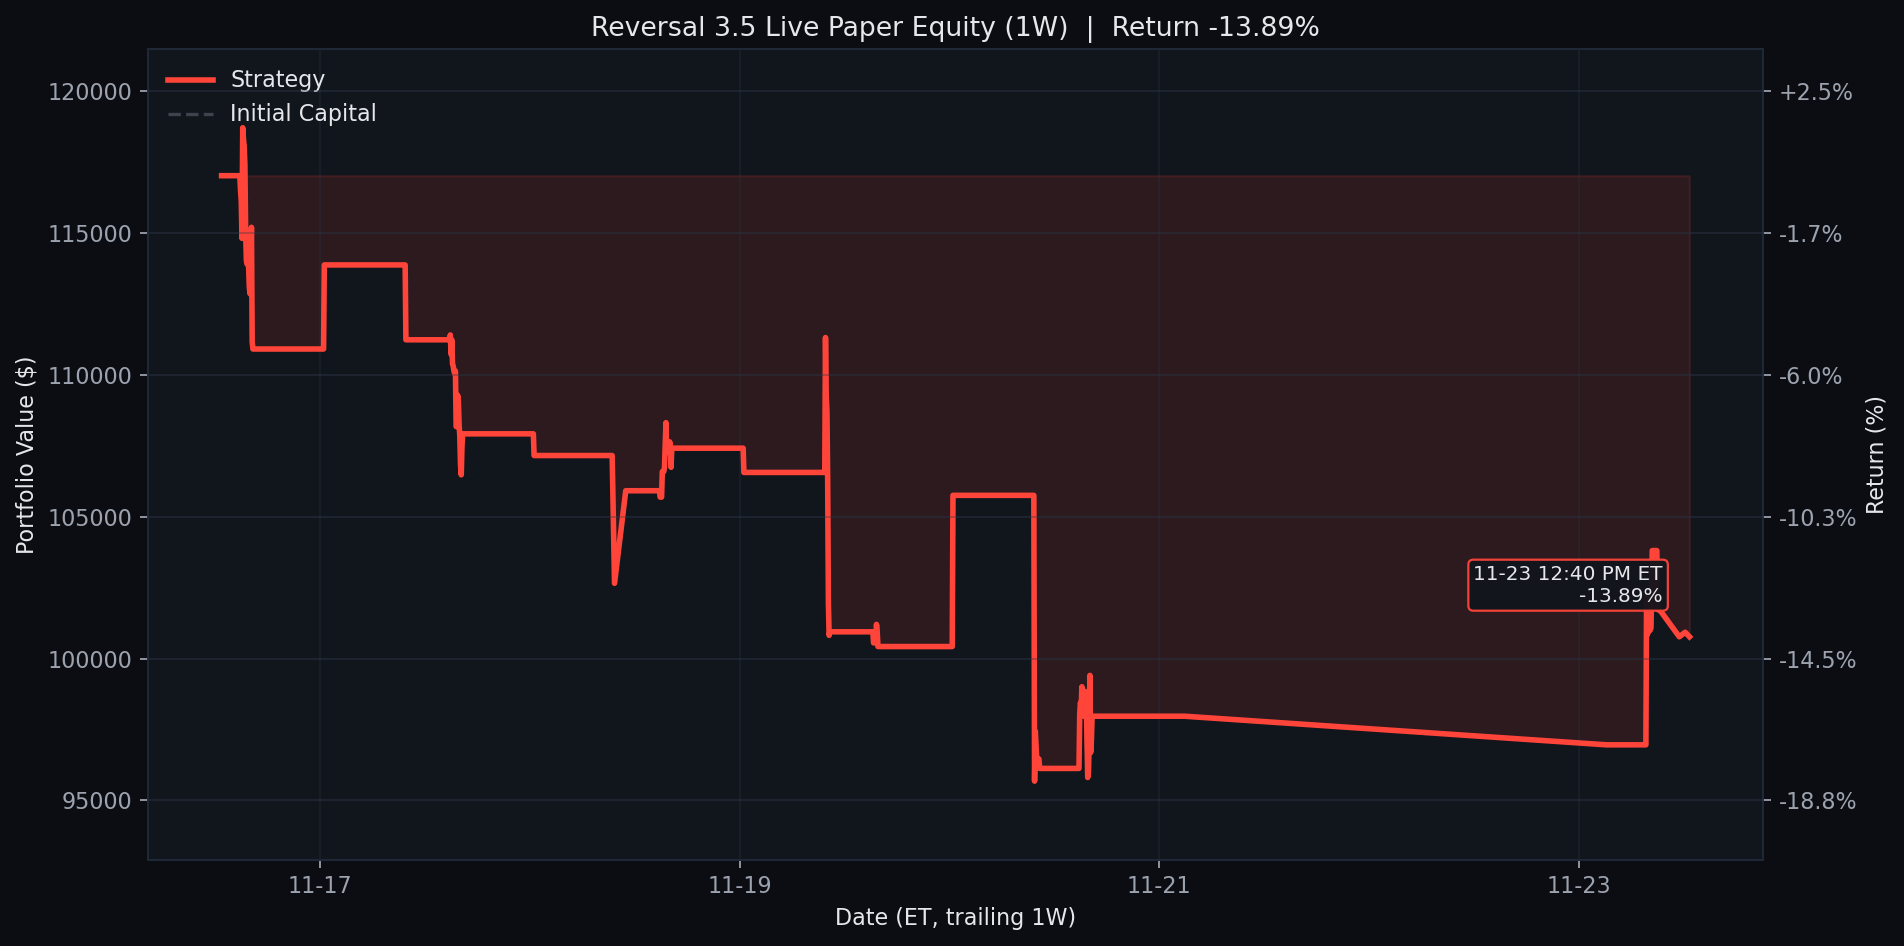 Reversal 3.5 Live Paper Equity (1W)  |  Return -13.89%
Strategy
Initial Capital
120000
115000
110000
105000
100000
95000
Portfolio Value ($)
+2.5%
-1.7%
-6.0%
-10.3%
-14.5%
-18.8%
Return (%)
11-23 12:40 PM ET
-13.89%
11-17
11-19
11-21
11-23
Date (ET, trailing 1W)